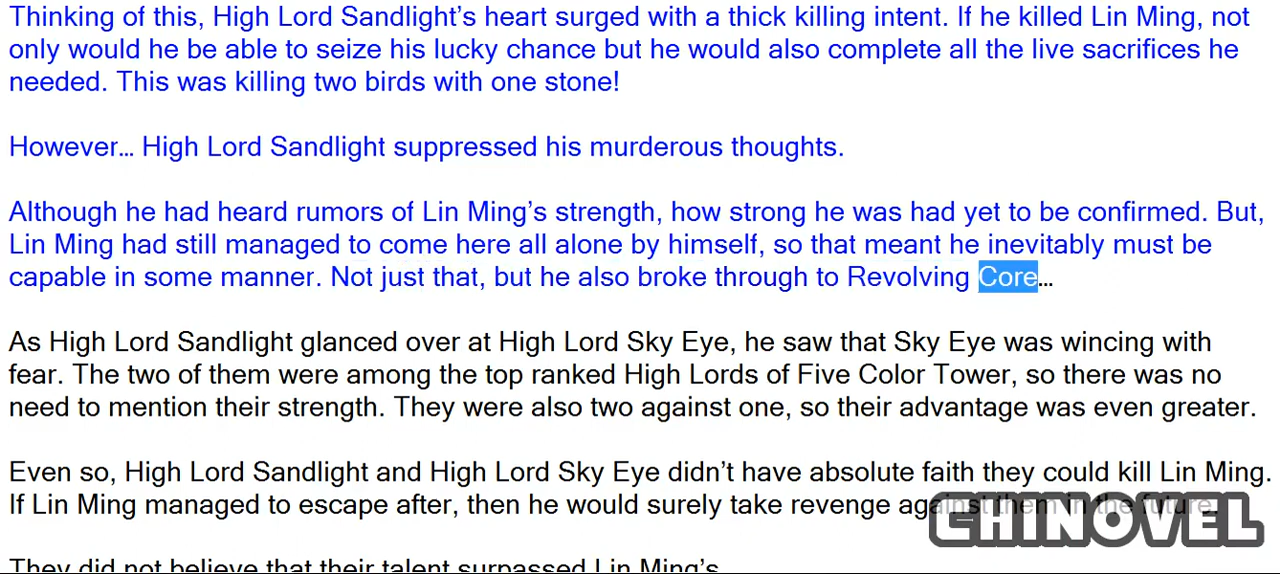 Thinking of this, High Lord Sandlight’s heart surged with a thick killing intent. If he killed Lin Ming, not
only would he be able to seize his lucky chance but he would also complete all the live sacrifices he
needed. This was killing two birds with one stone!
However… High Lord Sandlight suppressed his murderous thoughts.
Although he had heard rumors of Lin Ming’s strength, how strong he was had yet to be confirmed. But,
Lin Ming had still managed to come here all alone by himself, so that meant he inevitably must be
capable in some manner. Not just that, but he also broke through to Revolving Core…
As High Lord Sandlight glanced over at High Lord Sky Eye, he saw that Sky Eye was wincing with
fear. The two of them were among the top ranked High Lords of Five Color Tower, so there was no
need to mention their strength. They were also two against one, so their advantage was even greater.
Even so, High Lord Sandlight and High Lord Sky Eye didn’t have absolute faith they could kill Lin Ming.
If Lin Ming managed to escape after, then he would surely take revenge against them in the future.
CHINOVEL
They did not believe that their talent surpassed Lin Ming’s